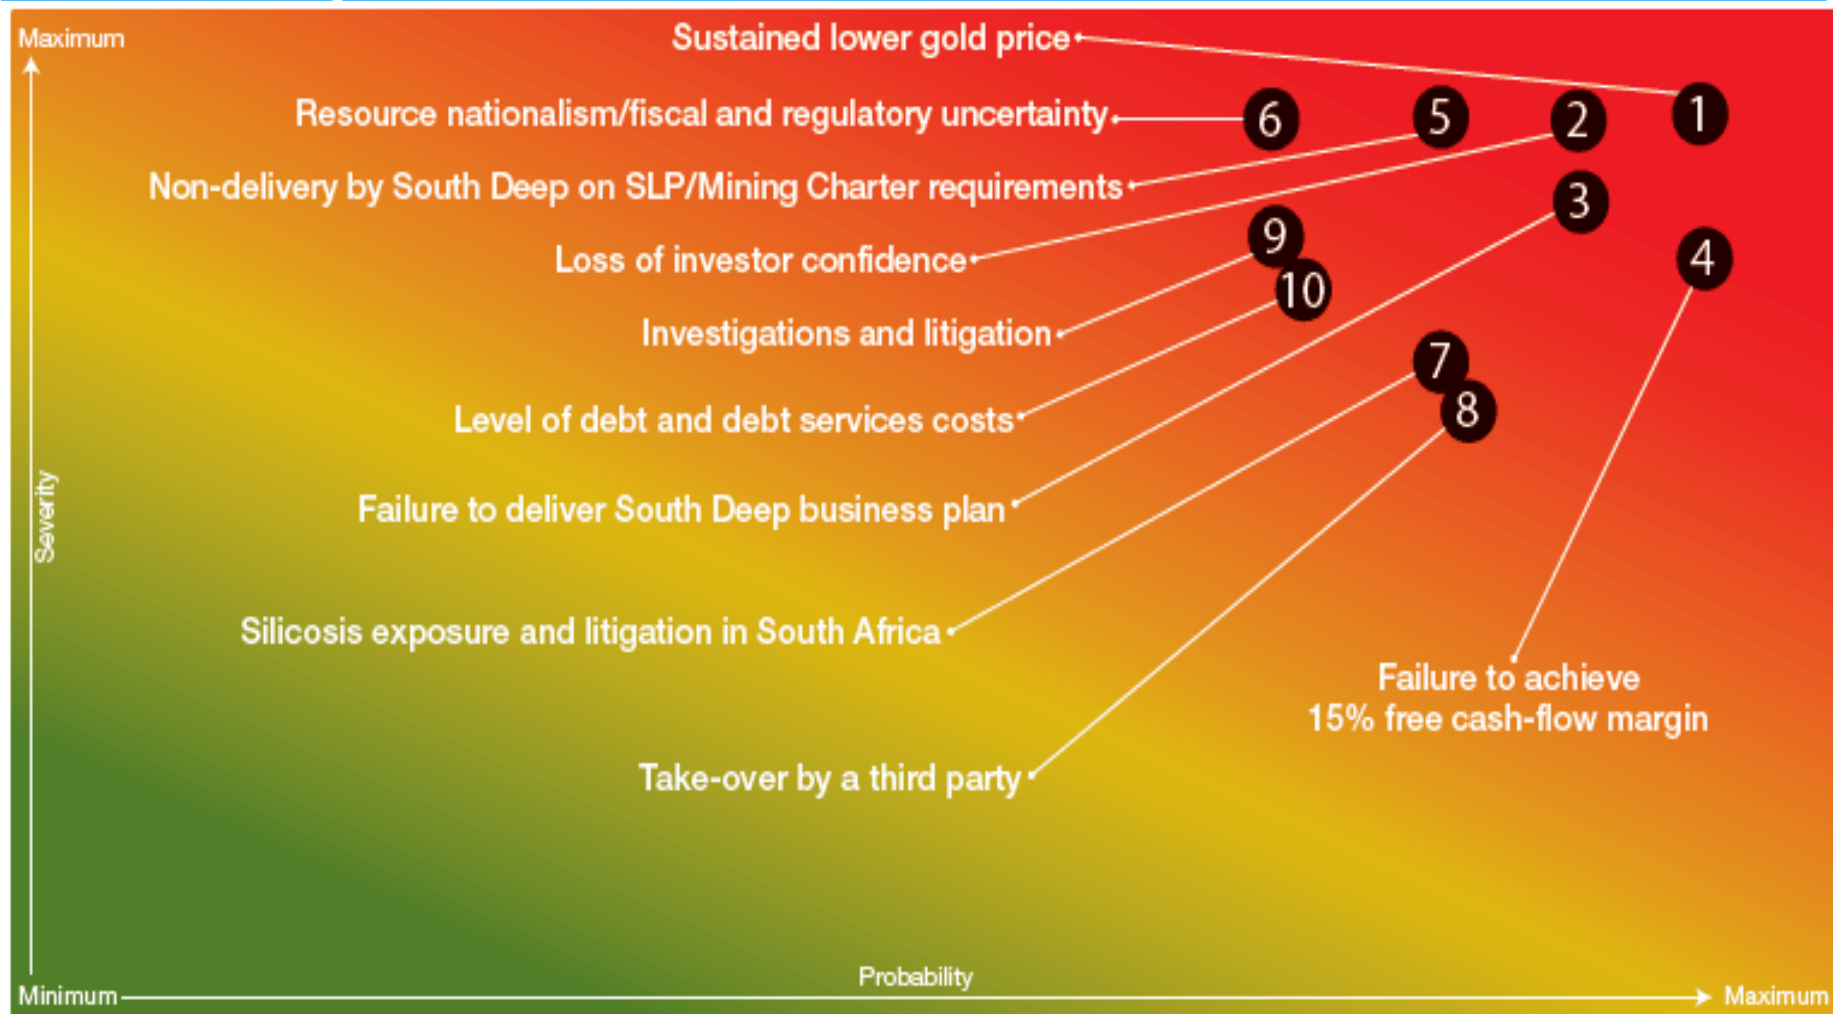 Maximum
Sustained lower gold price
1
Resource nationalism/fiscal and regulatory uncertainty
6
5
2
Non-delivery by South Deep on SLP/Mining Charter requirements
3
9
Loss of investor confidence
4
10
Investigations and litigation
7
Level of debt and debt services costs
8
Severity
Failure to deliver South Deep business plan
Silicosis exposure and litigation in South Africa
Failure to achieve
15% free cash-flow margin
Take-over by a third party
Probability
Minimum
Maximum